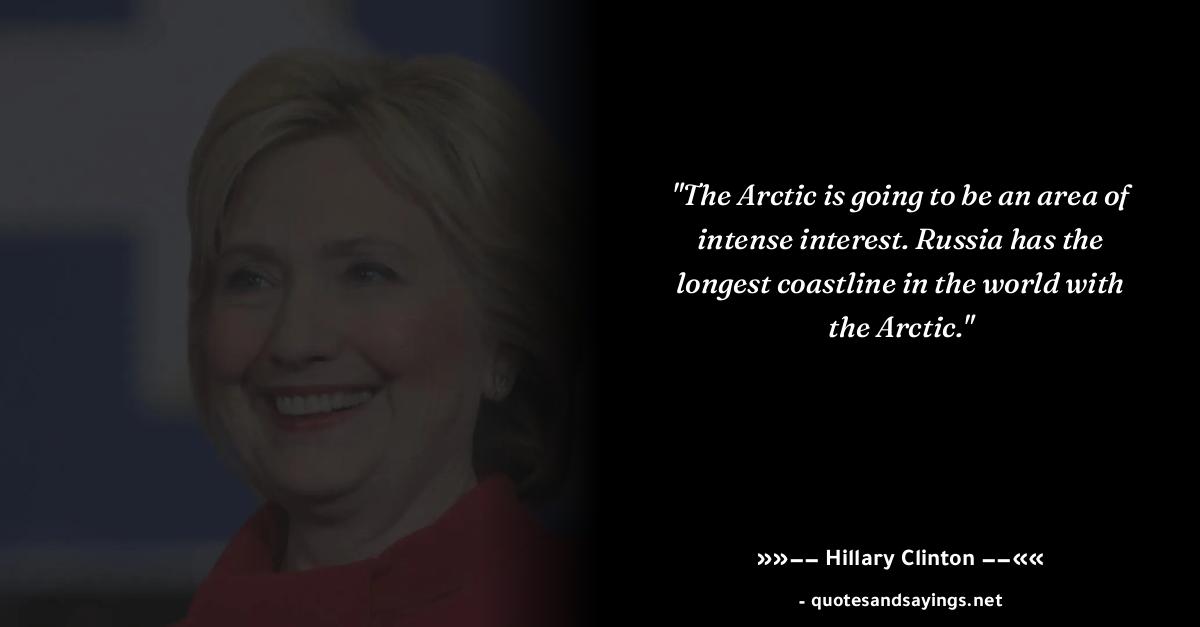 "The Arctic is going to be an area of
intense interest. Russia has the
longest coastline in the world with
the Arctic."
»»–– Hillary Clinton ––««
- quotesandsayings.net